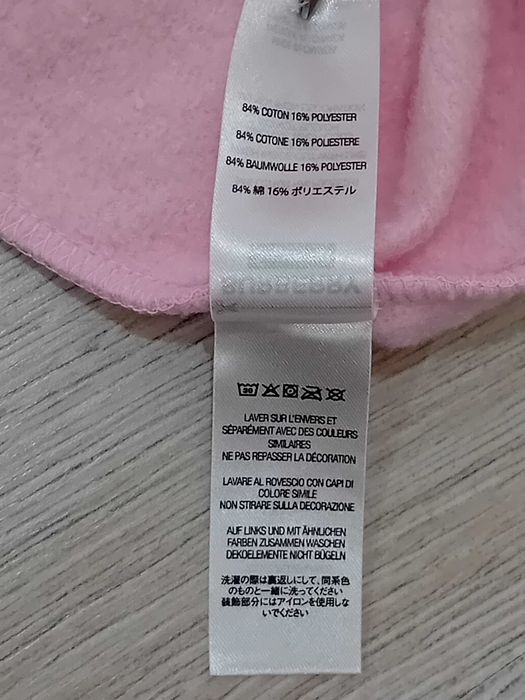 84% COTON 16% POLYESTER
84% COTONE 16% POLIESTERE
84% BAUMWOLLE 16% POLYESTER
84% 綿 16% ポリエステル
30
LAVER SUR L'ENVERS ET
SÉPARÉMENT AVEC DES COULEURS
SIMILAIRES
NE PAS REPASSER LA DÉCORATION
LAVARE AL ROVESCIO CON CAPI DI
COLORE SIMILE
NON STIRARE SULLA DECORAZIONE
AUF LINKS UND MIT ÄHNLICHEN
FARBEN ZUSAMMEN WASCHEN
DEKOELEMENTE NICHT BÜGELN
洗濯の際は裏返しにして、同系色
のものと一緒に洗ってください
装飾部分にはアイロンを使用しな
いでください